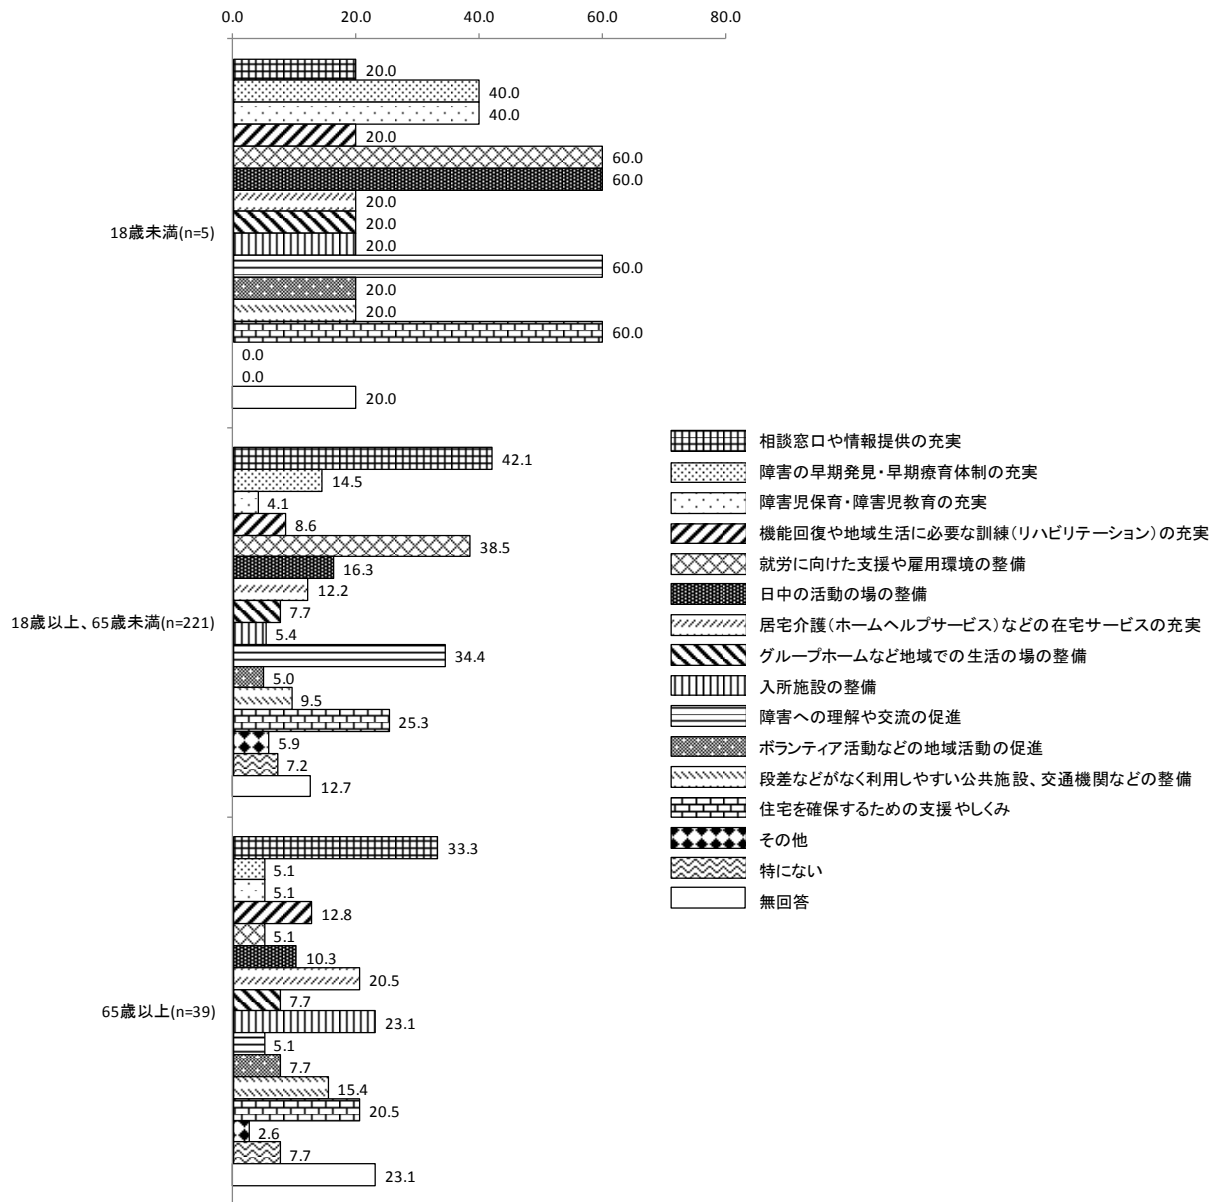 0.0 20.0 40.0 60.0 80.0
18歳未満(n=5)
20.0
40.0
40.0
20.0
60.0
60.0
20.0
20.0
20.0
60.0
20.0
20.0
60.0
0.0
0.0
20.0
18歳以上、65歳未満(n=221)
42.1
14.5
4.1
8.6
38.5
16.3
12.2
7.7
5.4
34.4
5.0
9.5
25.3
5.9
7.2
12.7
65歳以上(n=39)
33.3
5.1
5.1
12.8
5.1
10.3
20.5
7.7
23.1
5.1
7.7
15.4
20.5
2.6
7.7
23.1
相談窓口や情報提供の充実
障害の早期発見・早期療育体制の充実
障害児保育・障害児教育の充実
機能回復や地域生活に必要な訓練(リハビリテーション)の充実
就労に向けた支援や雇用環境の整備
日中の活動の場の整備
居宅介護(ホームヘルプサービス)などの在宅サービスの充実
グループホームなど地域での生活の場の整備
入所施設の整備
障害への理解や交流の促進
ボランティア活動などの地域活動の促進
段差などがなく利用しやすい公共施設、交通機関などの整備
住宅を確保するための支援やしくみ
その他
特にない
無回答